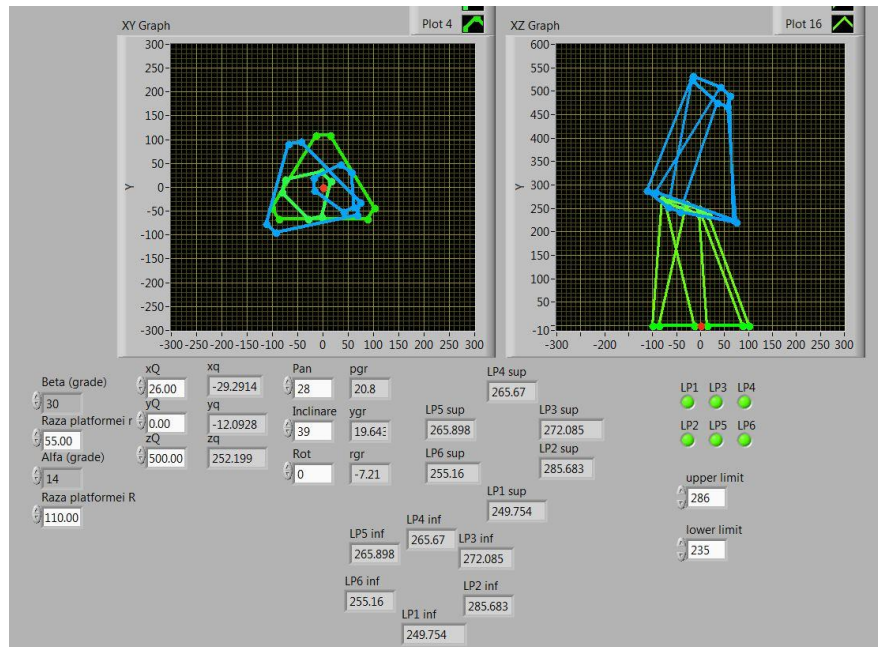 XY Graph
Plot 4
XZ Graph
Plot 16
300
250
200
150
100
50
0
-50
-100
-150
-200
-250
-300
Y
-300 -250 -200 -150 -100 -50 0 50 100 150 200 250 300
600
550
500
450
400
350
300
250
200
150
100
50
-10
Y
-300 -250 -200 -150 -100 -50 0 50 100 150 200 250 300
Beta (grade)
30
Raza platformei r
55.00
Alfa (grade)
14
Raza platformei R
110.00
xQ
26.00
yQ
0.00
zQ
500.00
xq
-29.2914
yq
-12.0928
zq
252.199
Pan
28
Inclinare
39
Rot
0
pgr
20.8
ygr
19.643
rgr
-7.21
LP4 sup
265.67
LP5 sup
265.898
LP3 sup
272.085
LP6 sup
255.16
LP2 sup
285.683
LP1 sup
249.754
LP4 inf
265.67
LP5 inf
265.898
LP3 inf
272.085
LP6 inf
255.16
LP2 inf
285.683
LP1 inf
249.754
LP1 LP3 LP4
LP2 LP5 LP6
upper limit
286
lower limit
235